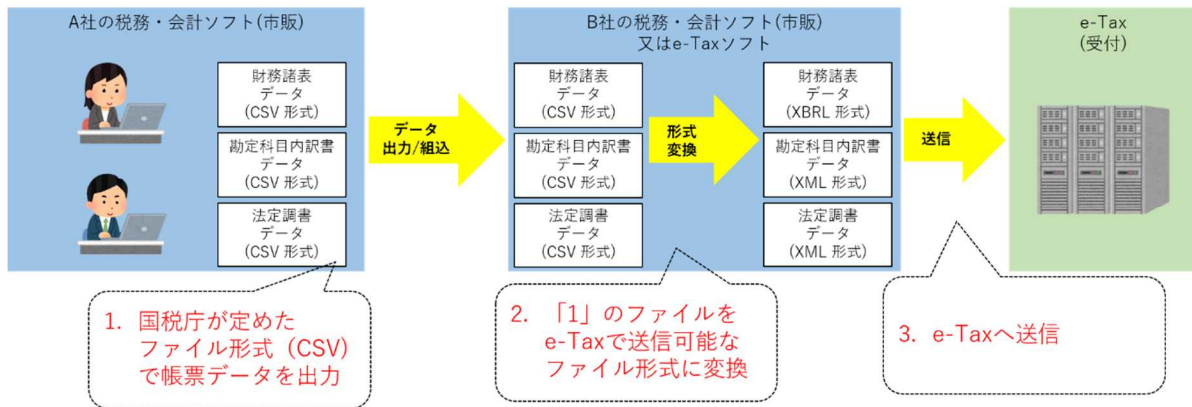 A社の税務・会計ソフト(市販)
財務諸表
データ
(CSV 形式)
勘定科目内訳書
データ
(CSV 形式)
法定調書
データ
(CSV 形式)
データ
出力/組込
B社の税務・会計ソフト(市販)
又はe-Taxソフト
財務諸表
データ
(CSV 形式)
勘定科目内訳書
データ
(CSV 形式)
法定調書
データ
(CSV 形式)
形式
変換
財務諸表
データ
(XBRL 形式)
勘定科目内訳書
データ
(XML 形式)
法定調書
データ
(XML 形式)
送信
e-Tax
(受付)
1. 国税庁が定めた
ファイル形式（CSV)
で帳票データを出力
2. 「1」のファイルを
e-Taxで送信可能な
ファイル形式に変換
3. e-Taxへ送信